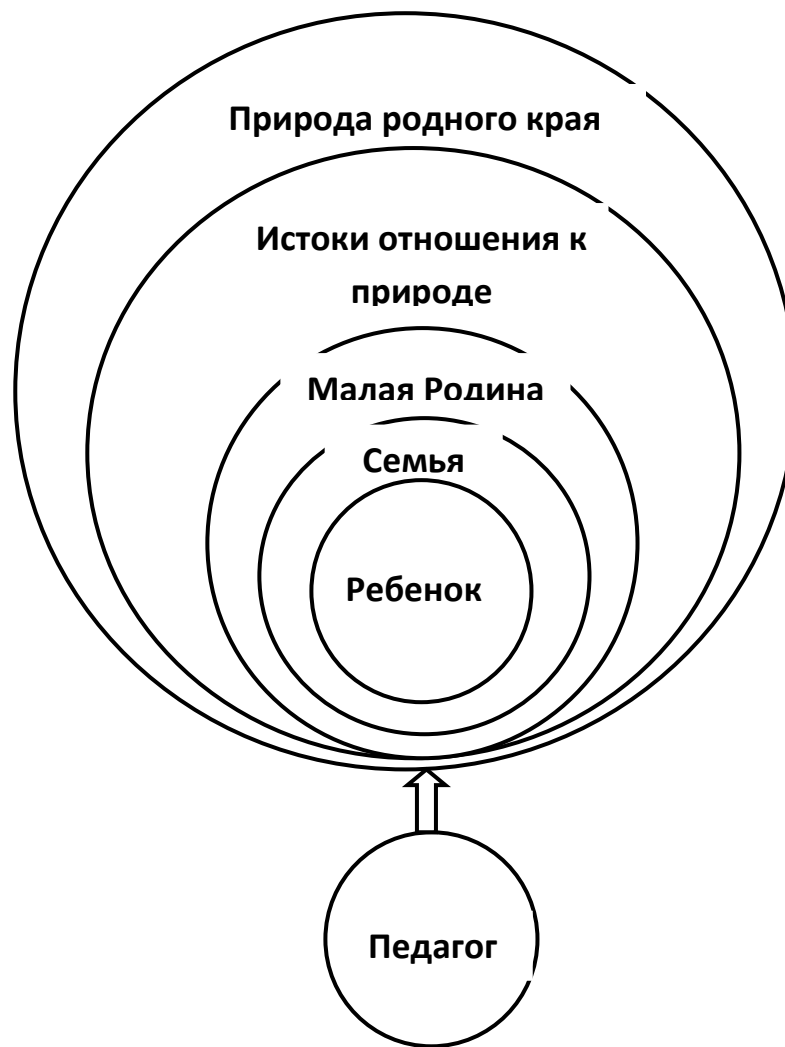 Природа родного края
Истоки отношения к
природе
Малая Родина
Семья
Ребенок
Педагог